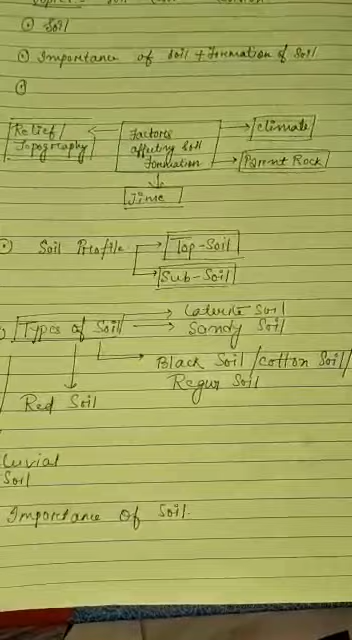 Soil
Importance of Soil + Formation of Soil
Relief/
Topography
Factors
affecting Soil
Formation
Climate
Parent Rock
Time
Soil Profile
Top-Soil
Sub-Soil
Types of Soil
Laterite Soil
Sandy Soil
Black Soil/cotton Soil/
Regur Soil
Red Soil
luvial
Soil
Importance of Soil